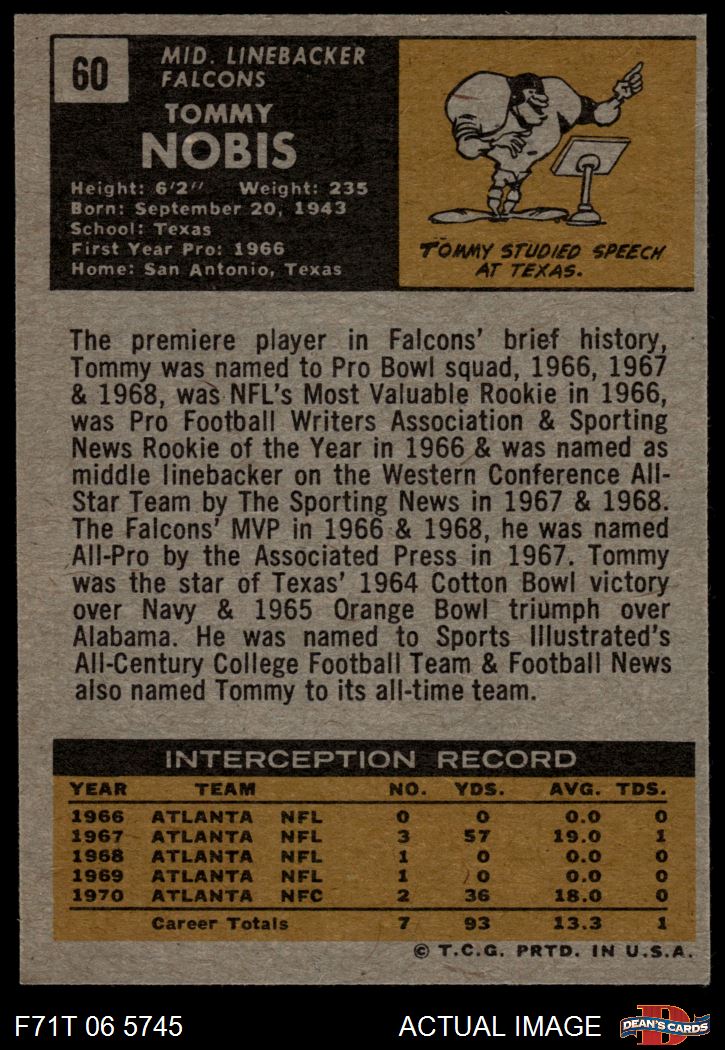 60
MID. LINEBACKER
FALCONS
TOMMY
NOBIS
Height: 6'2" Weight: 235
Born: September 20, 1943
School: Texas
First Year Pro: 1966
Home: San Antonio, Texas
TOMMY STUDIED SPEECH
AT TEXAS.
The premiere player in Falcons' brief history,
Tommy was named to Pro Bowl squad, 1966, 1967
& 1968, was NFL's Most Valuable Rookie in 1966,
was Pro Football Writers Association & Sporting
News Rookie of the Year in 1966 & was named as
middle linebacker on the Western Conference All-
Star Team by The Sporting News in 1967 & 1968.
The Falcons' MVP in 1966 & 1968, he was named
All-Pro by the Associated Press in 1967. Tommy
was the star of Texas' 1964 Cotton Bowl victory
over Navy & 1965 Orange Bowl triumph over
Alabama. He was named to Sports Illustrated's
All-Century College Football Team & Football News
also named Tommy to its all-time team.
INTERCEPTION RECORD
YEAR TEAM NO. YDS. AVG. TDS.
1966 ATLANTA NFL 0 0 0.0 0
1967 ATLANTA NFL 3 57 19.0 1
1968 ATLANTA NFL 1 0 0.0 0
1969 ATLANTA NFL 1 0 0.0 0
1970 ATLANTA NFC 2 36 18.0 0
Career Totals 7 93 13.3 1
© T.C.G. PRTD. IN U.S.A.
F71T 06 5745 ACTUAL IMAGE D DEAN'S CARDS